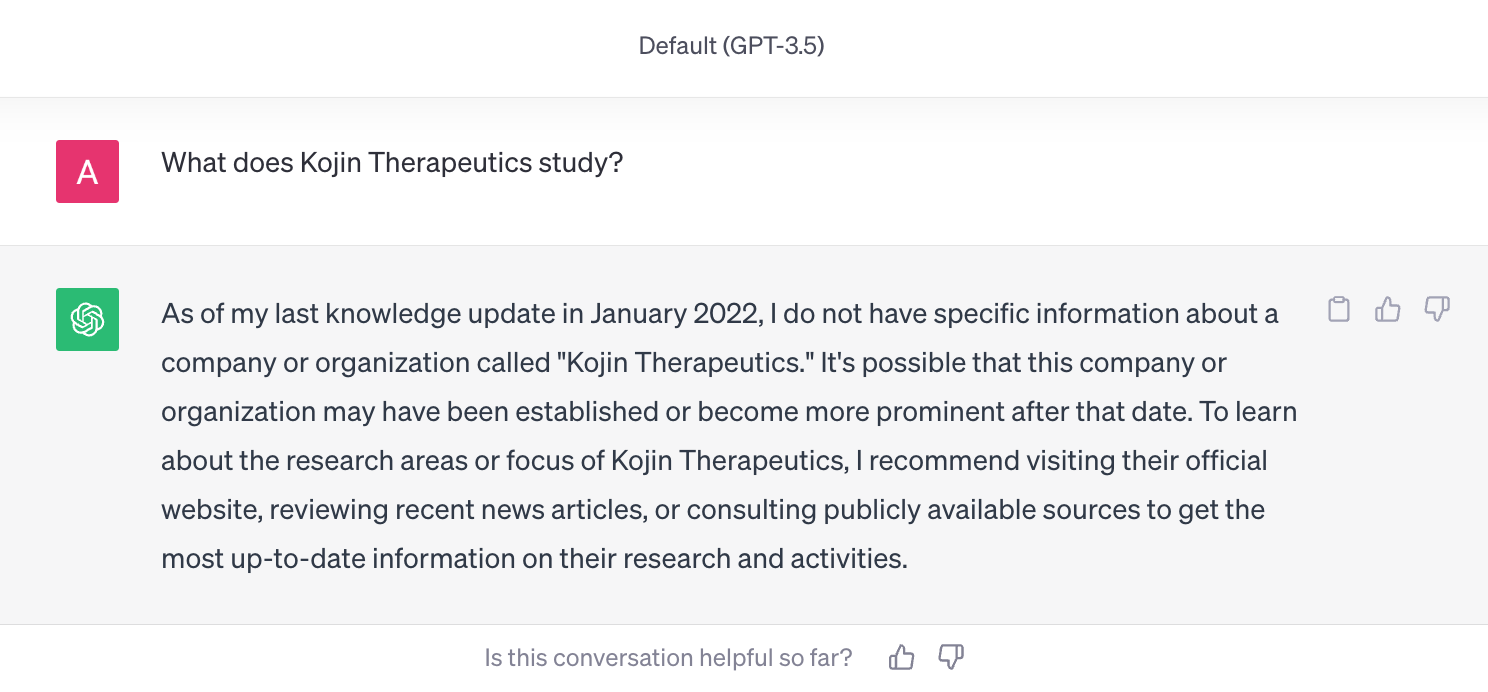 Default (GPT-3.5)
A
What does Kojin Therapeutics study?
As of my last knowledge update in January 2022, I do not have specific information about a
company or organization called "Kojin Therapeutics." It's possible that this company or
organization may have been established or become more prominent after that date. To learn
about the research areas or focus of Kojin Therapeutics, I recommend visiting their official
website, reviewing recent news articles, or consulting publicly available sources to get the
most up-to-date information on their research and activities.
Is this conversation helpful so far?